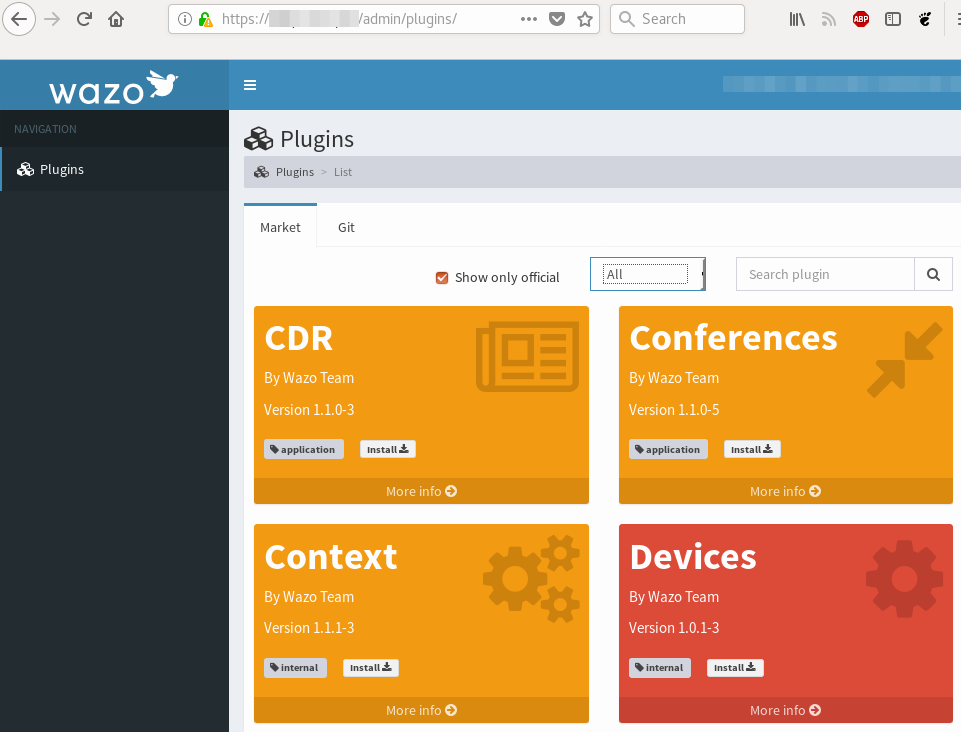 https:// /admin/plugins/
Search
ABP
wazo
NAVIGATION
Plugins
Plugins
Plugins > List
Market Git
Show only official All Search plugin
CDR
By Wazo Team
Version 1.1.0-3
application Install
More info
Conferences
By Wazo Team
Version 1.1.0-5
application Install
More info
Context
By Wazo Team
Version 1.1.1-3
internal Install
More info
Devices
By Wazo Team
Version 1.0.1-3
internal Install
More info